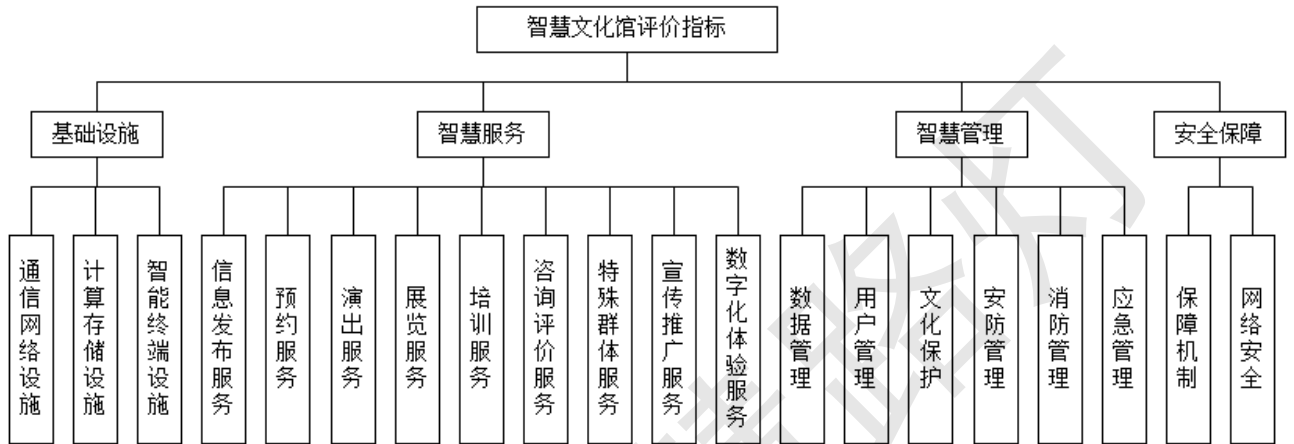 智慧文化馆评价指标
基础设施
智慧服务
智慧管理
安全保障
通信网络设施
计算存储设施
智能终端设施
信息发布服务
预约服务
演出服务
展览服务
培训服务
咨询评价服务
特殊群体服务
宣传推广服务
数字化体验服务
数据管理
用户管理
文化保护
安防管理
消防管理
应急管理
保障机制
网络安全
路灯